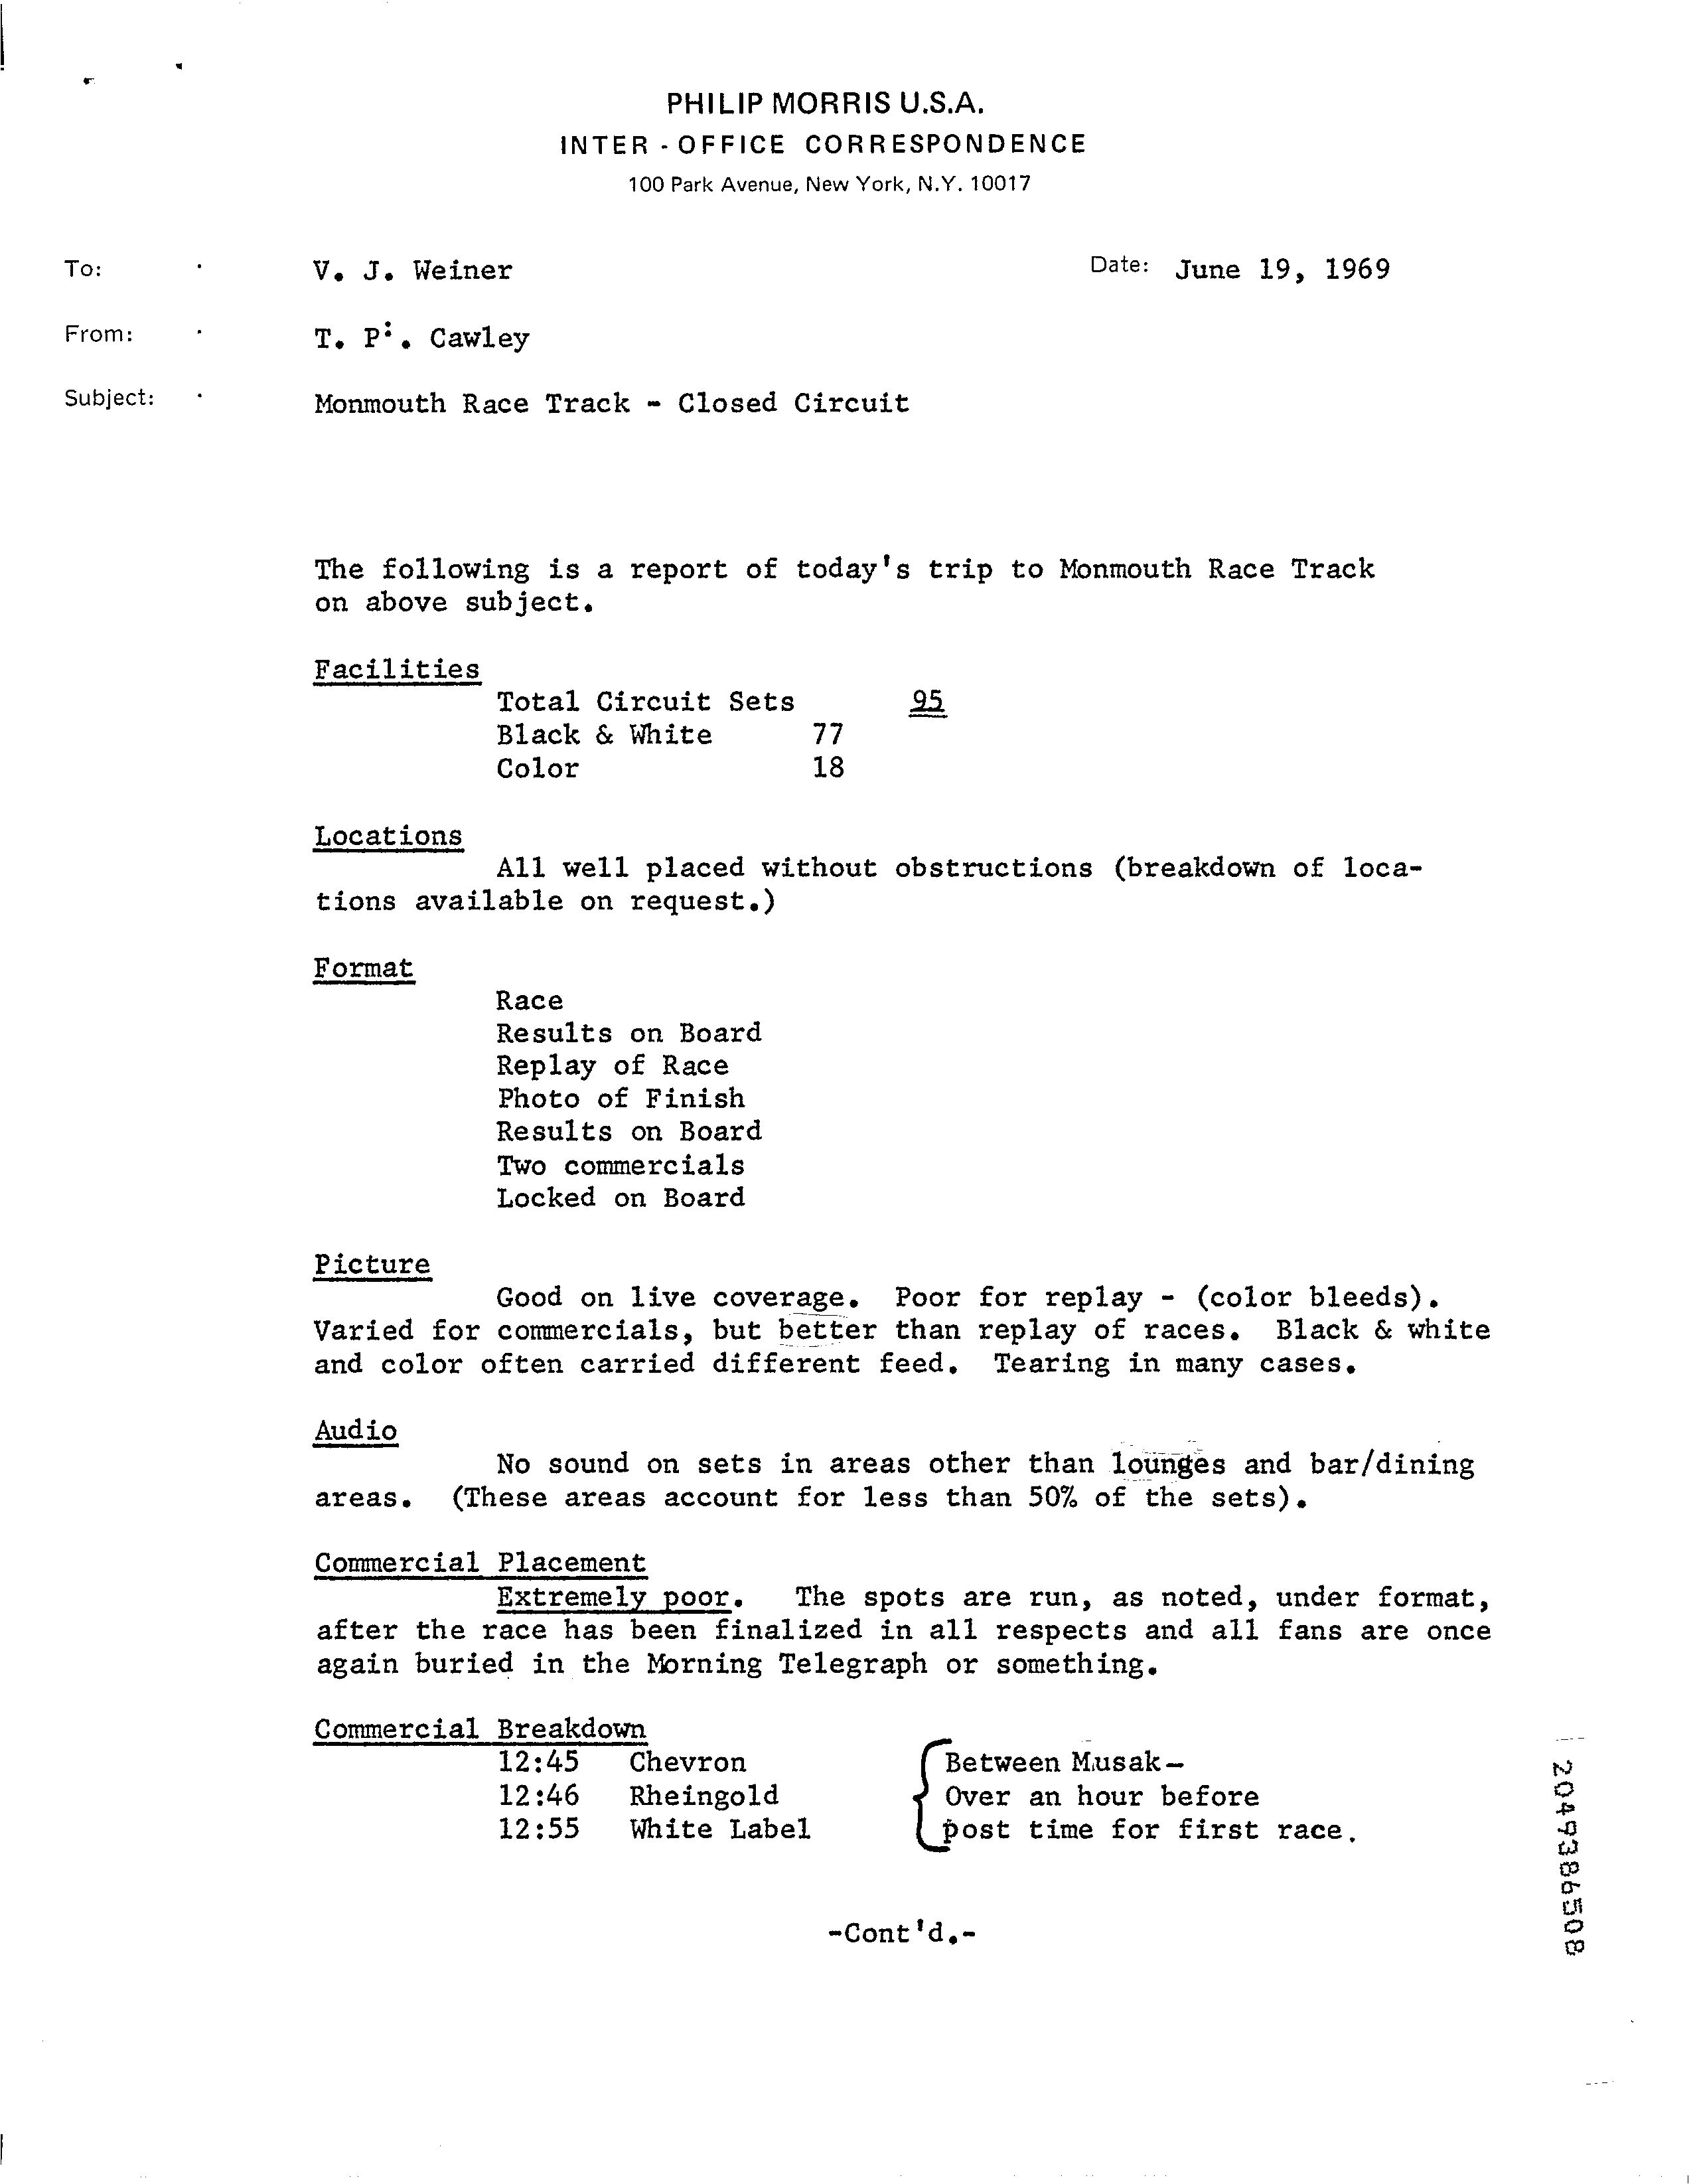 PHILIP MORRIS U.S.A.
INTER - OFFICE CORRESPONDENCE
100 Park Avenue, New York, N.Y. 10017
To: V. J. Weiner Date: June 19, 1969
From: T. P. Cawley
Subject: Monmouth Race Track - Closed Circuit
The following is a report of today's trip to Monmouth Race Track
on above subject.
Facilities
Total Circuit Sets 95
Black & White 77
Color 18
Locations
All well placed without obstructions (breakdown of loca-
tions available on request.)
Format
Race
Results on Board
Replay of Race
Photo of Finish
Results on Board
Two commercials
Locked on Board
Picture
Good on live coverage. Poor for replay - (color bleeds).
Varied for commercials, but better than replay of races. Black & white
and color often carried different feed. Tearing in many cases.
Audio
No sound on sets in areas other than lounges and bar/dining
areas. (These areas account for less than 50% of the sets).
Commercial Placement
Extremely poor. The spots are run, as noted, under format,
after the race has been finalized in all respects and all fans are once
again buried in the Morning Telegraph or something.
Commercial Breakdown
12:45 Chevron Between Musak-
12:46 Rheingold Over an hour before
12:55 White Label post time for first race.
-Cont'd.-
2049386508